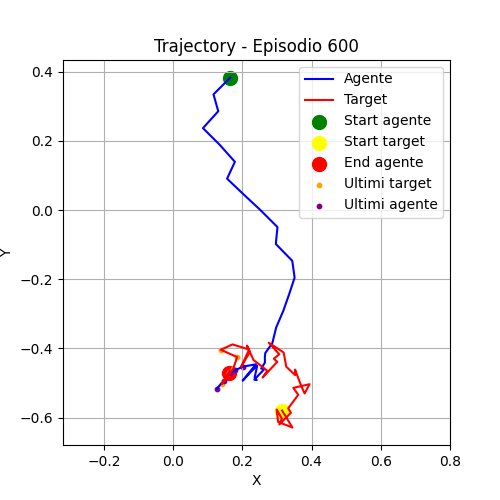 Trajectory - Episodio 600
Agente
Target
Start agente
Start target
End agente
Ultimi target
Ultimi agente
0.4
0.2
0.0
−0.2
−0.4
−0.6
Y
−0.2
0.0
0.2
0.4
0.6
0.8
X